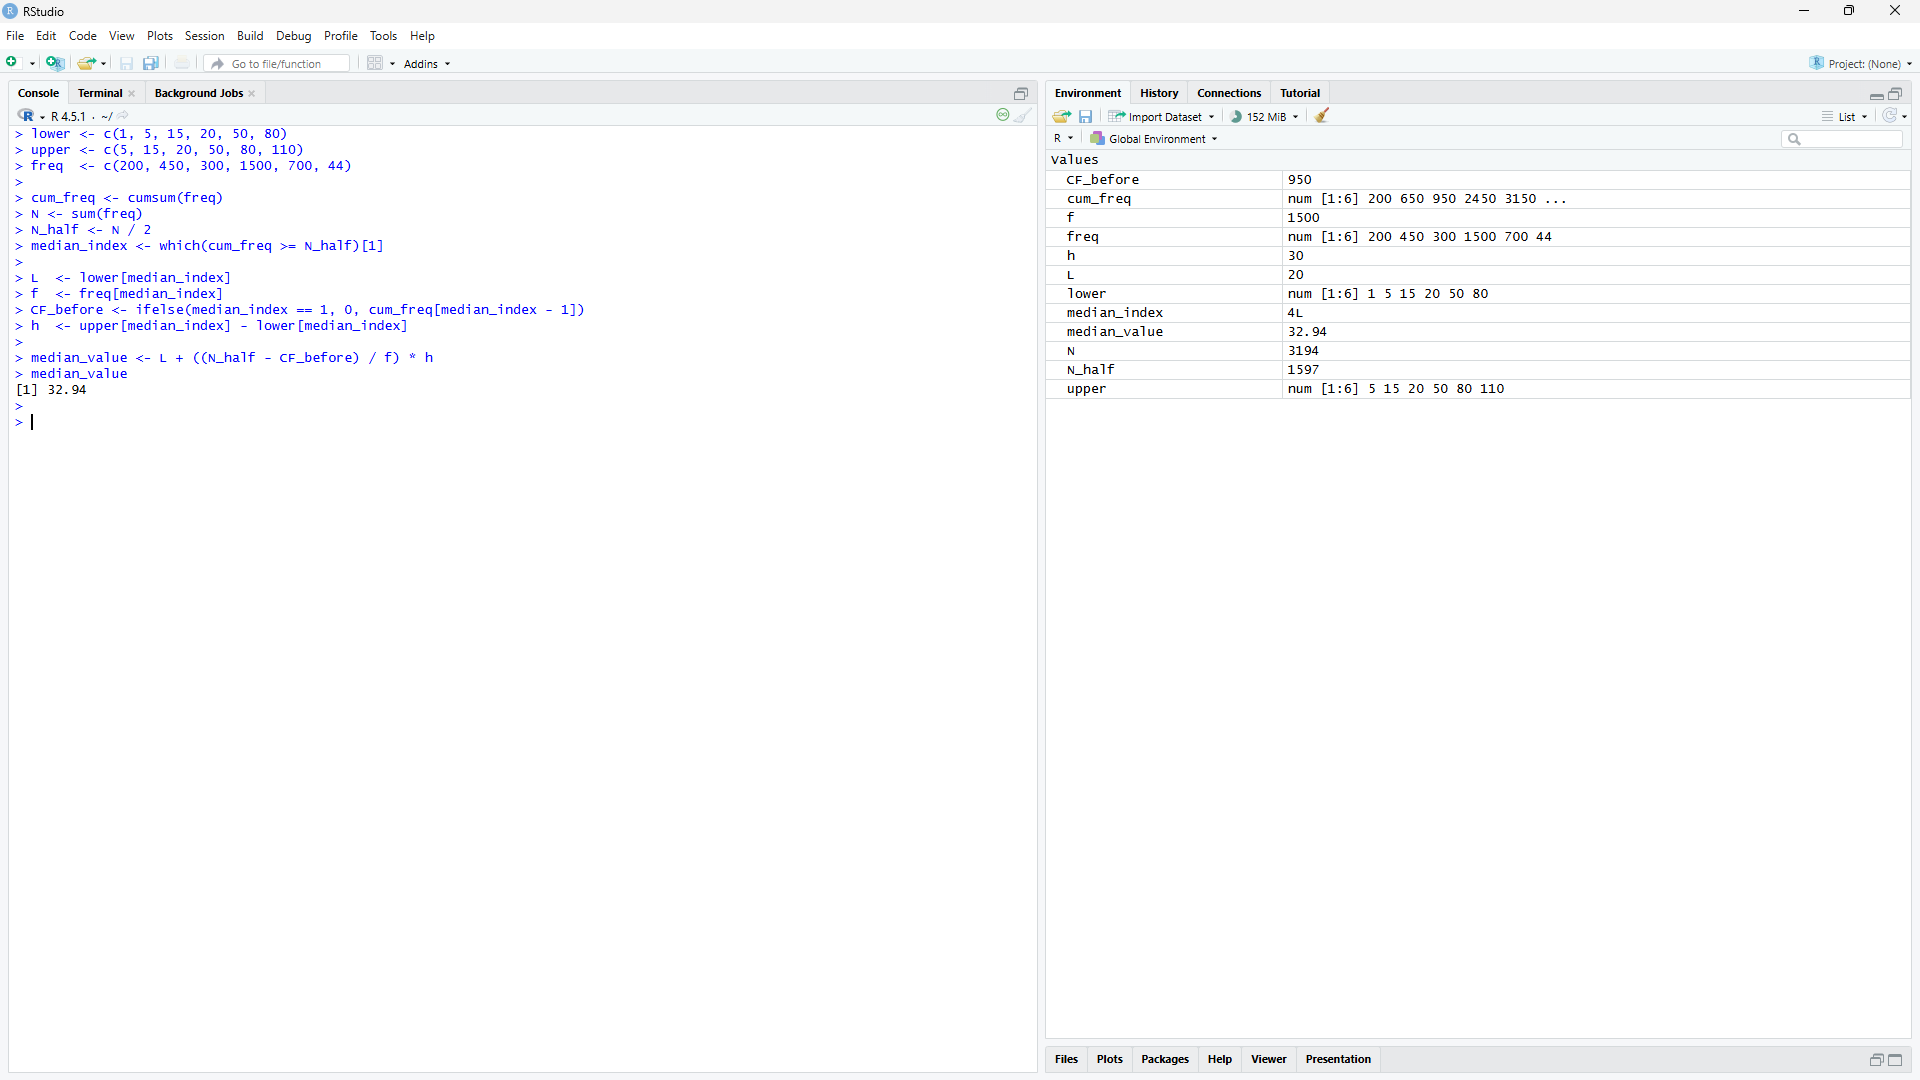 RStudio
File Edit Code View Plots Session Build Debug Profile Tools Help
Go to file/function Addins Project: (None)
Console Terminal Background Jobs
R 4.5.1 · ~/
> lower <- c(1, 5, 15, 20, 50, 80)
> upper <- c(5, 15, 20, 50, 80, 110)
> freq  <- c(200, 450, 300, 1500, 700, 44)
>
> cum_freq <- cumsum(freq)
> N <- sum(freq)
> N_half <- N / 2
> median_index <- which(cum_freq >= N_half)[1]
>
> L  <- lower[median_index]
> f  <- freq[median_index]
> CF_before <- ifelse(median_index == 1, 0, cum_freq[median_index - 1])
> h  <- upper[median_index] - lower[median_index]
>
> median_value <- L + ((N_half - CF_before) / f) * h
> median_value
[1] 32.94
>
>
Environment History Connections Tutorial
Import Dataset 152 MiB List
R Global Environment
Values
CF_before 950
cum_freq num [1:6] 200 650 950 2450 3150 ...
f 1500
freq num [1:6] 200 450 300 1500 700 44
h 30
L 20
lower num [1:6] 1 5 15 20 50 80
median_index 4L
median_value 32.94
N 3194
N_half 1597
upper num [1:6] 5 15 20 50 80 110
Files Plots Packages Help Viewer Presentation